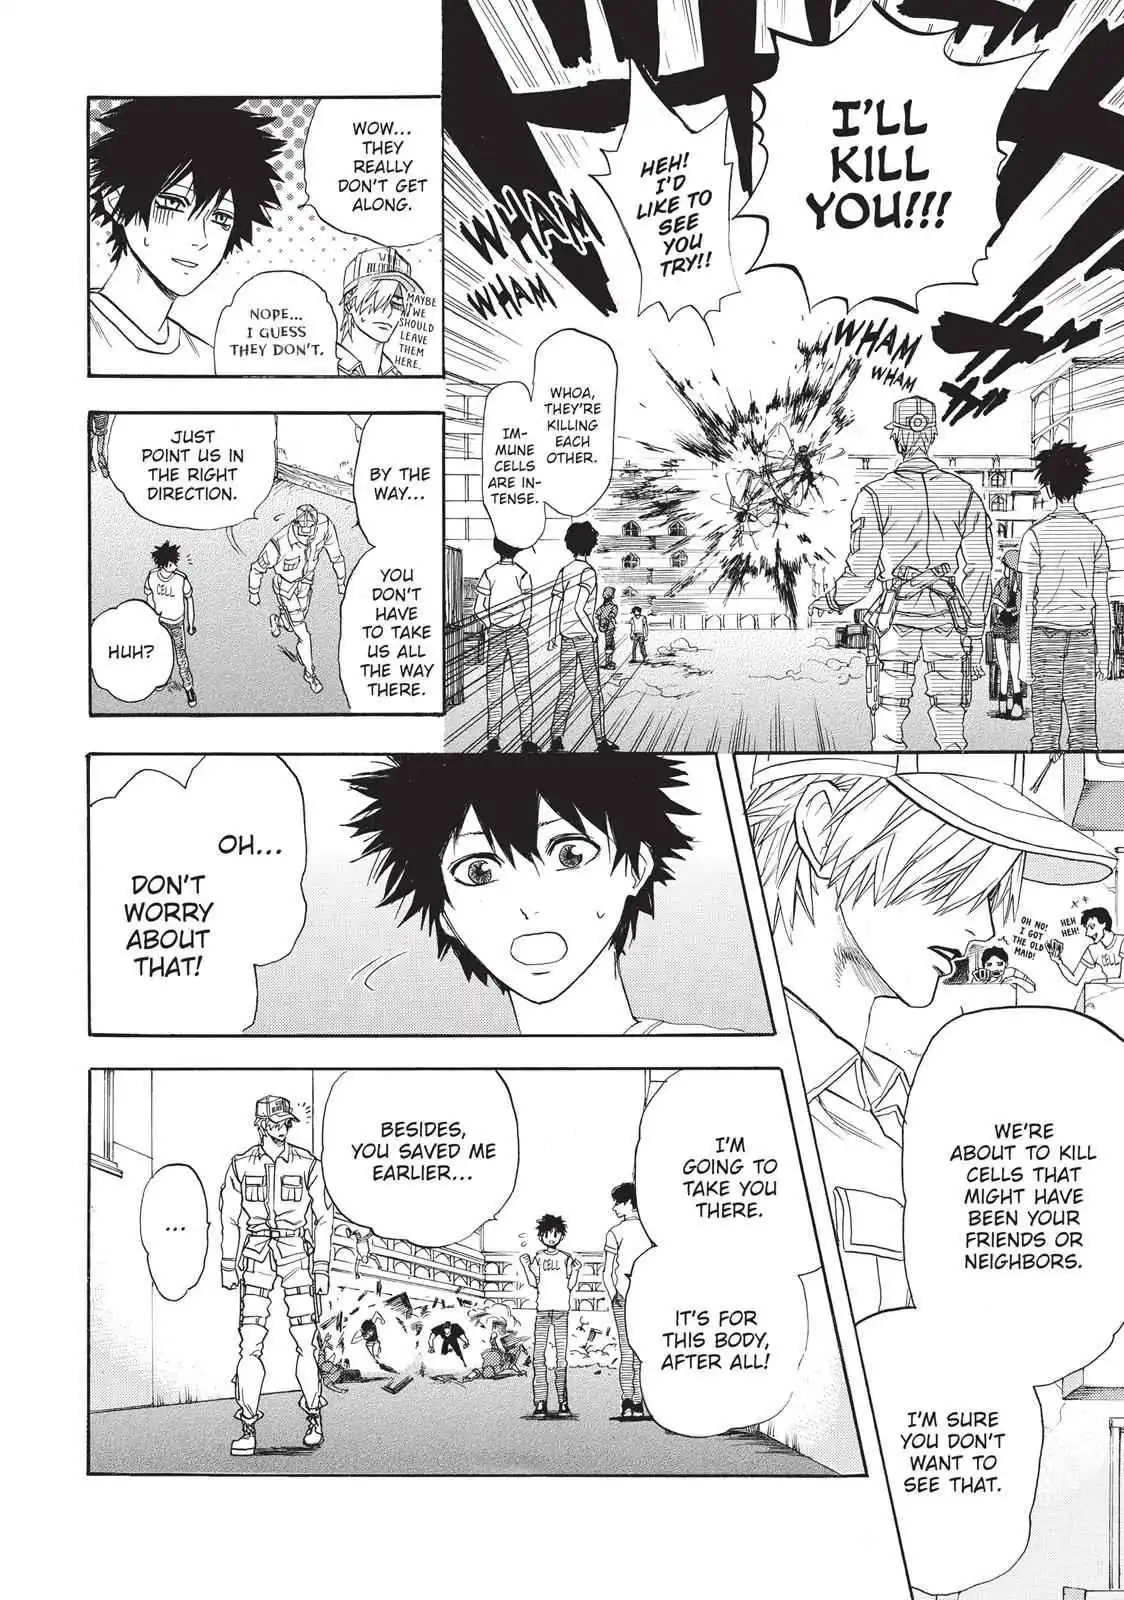 I'LL
KILL
YOU!!!
HEH!
I'D
LIKE TO
SEE
YOU
TRY!!
WHAM
WHAM
WHAM
WHAM
WHOA,
THEY'RE
KILLING
EACH
OTHER.
IM-
MUNE
CELLS
ARE IN-
TENSE.
WOW...
THEY
REALLY
DON'T GET
ALONG.
NOPE...
I GUESS
THEY DON'T.
MAYBE
WE
SHOULD
LEAVE
THEM
HERE.
BY THE
WAY...
YOU
DON'T
HAVE
TO TAKE
US ALL
THE WAY
THERE.
JUST
POINT US IN
THE RIGHT
DIRECTION.
CELL
HUH?
OH NO!
I GOT
THE OLD
MAID!
HEH
HEH!
CELL
WE'RE
ABOUT TO KILL
CELLS THAT
MIGHT HAVE
BEEN YOUR
FRIENDS OR
NEIGHBORS.
I'M SURE
YOU DON'T
WANT TO
SEE THAT.
OH...
DON'T
WORRY
ABOUT
THAT!
I'M
GOING TO
TAKE YOU
THERE.
IT'S FOR
THIS BODY,
AFTER ALL!
BESIDES,
YOU SAVED ME
EARLIER...
CELL
...